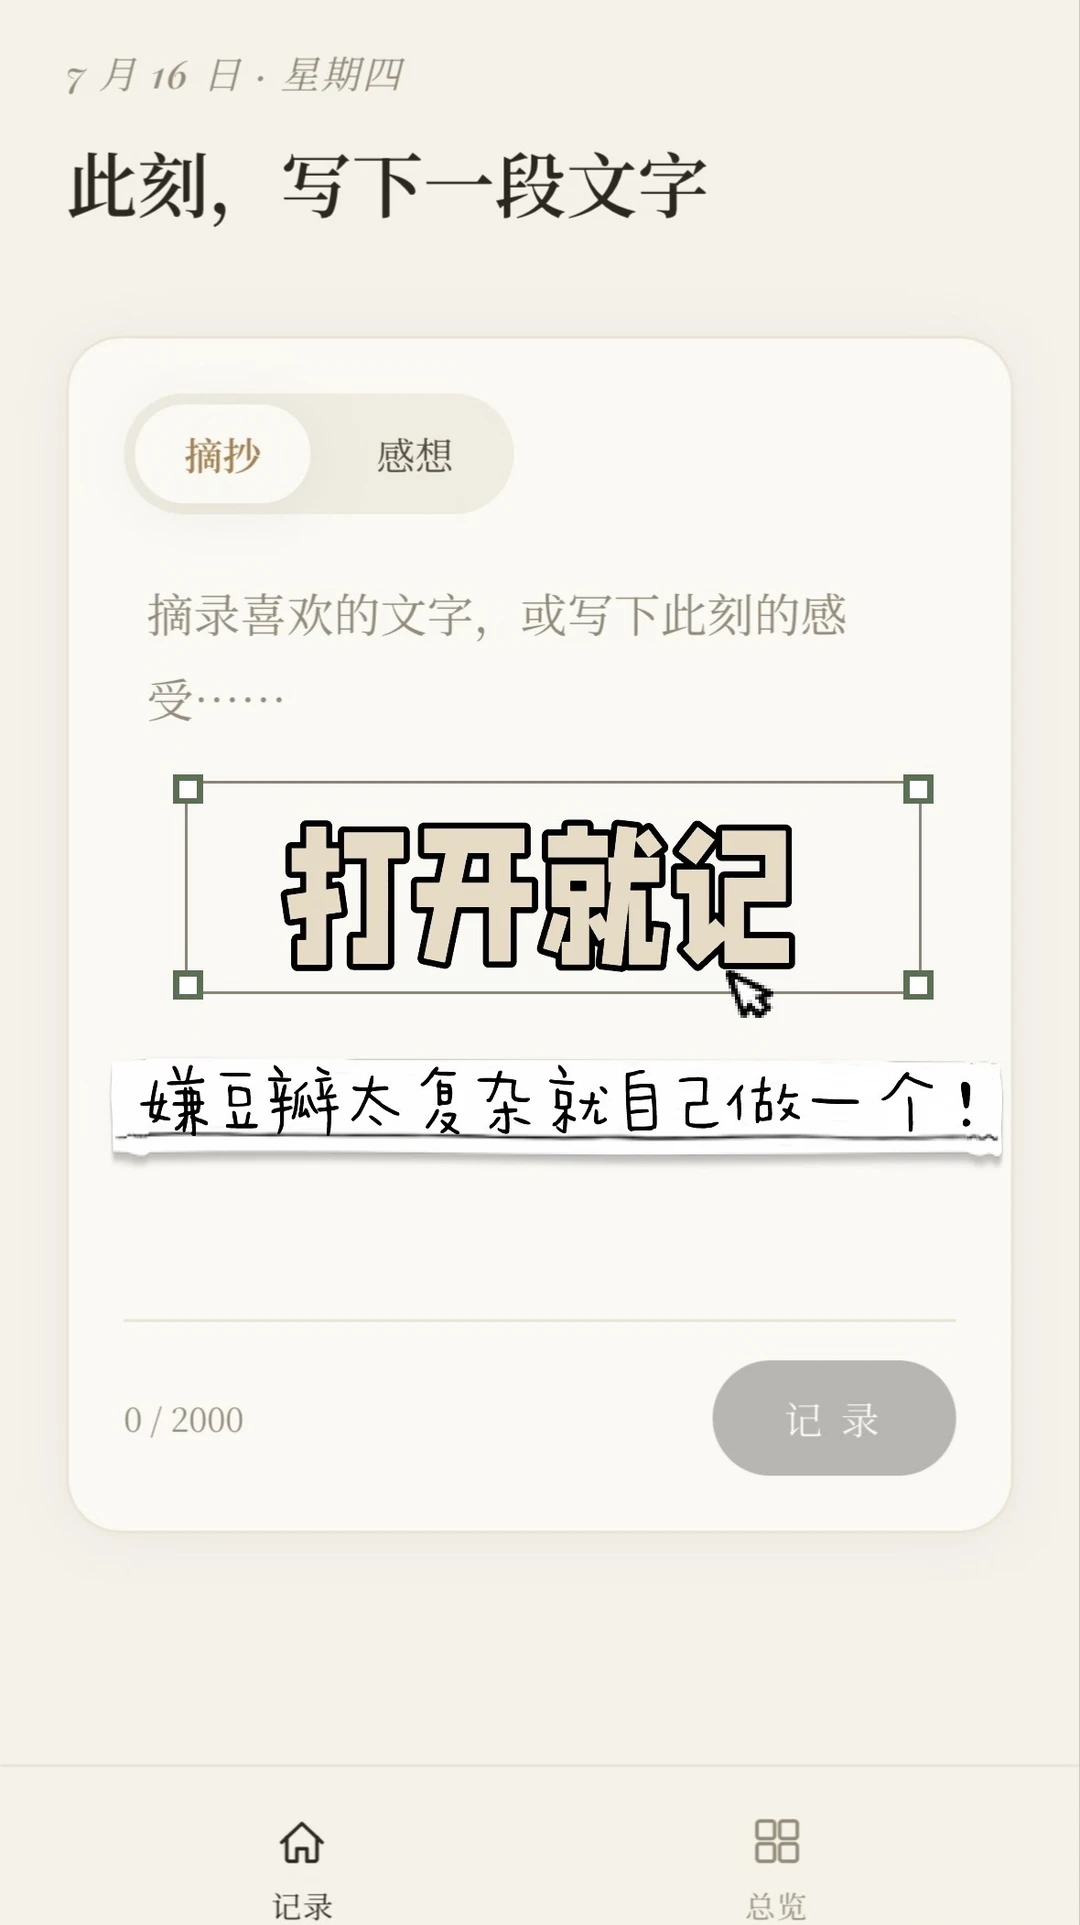 7 月 16 日 · 星期四
此刻，写下一段文字
摘抄 感想
摘录喜欢的文字，或写下此刻的感
受……
打开就记
嫌豆瓣太复杂就自己做一个！
0 / 2000 记 录
记录 总览